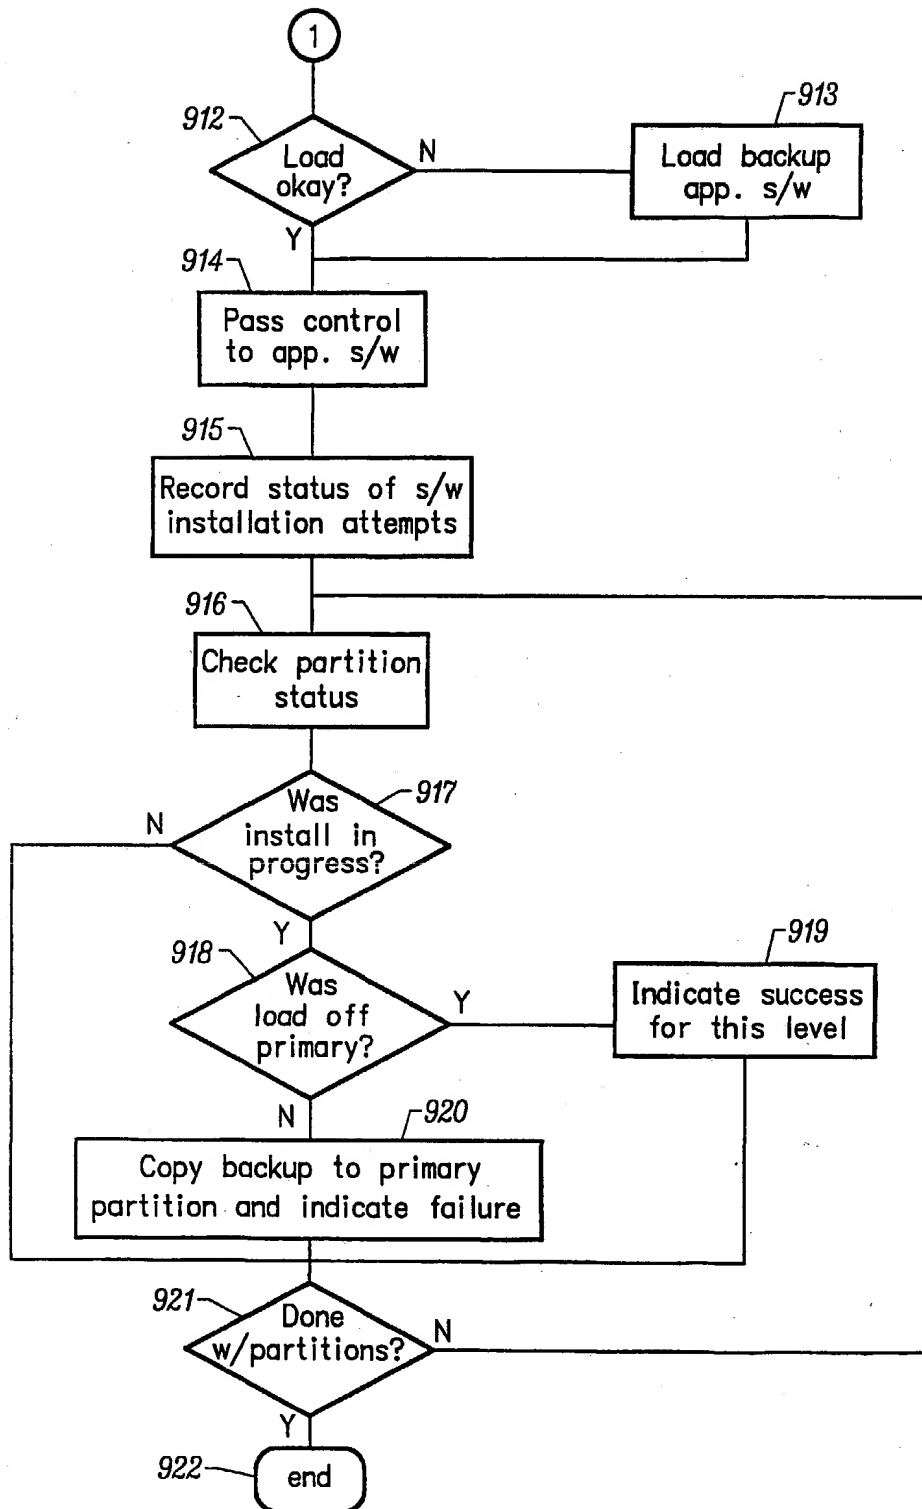 1
912
Load
okay?
N
Y
913
Load backup
app. s/w
914
Pass control
to app. s/w
915
Record status of s/w
installation attempts
916
Check partition
status
917
Was
install in
progress?
N
Y
918
Was
load off
primary?
Y
N
919
Indicate success
for this level
920
Copy backup to primary
partition and indicate failure
921
Done
w/partitions?
N
Y
922
end